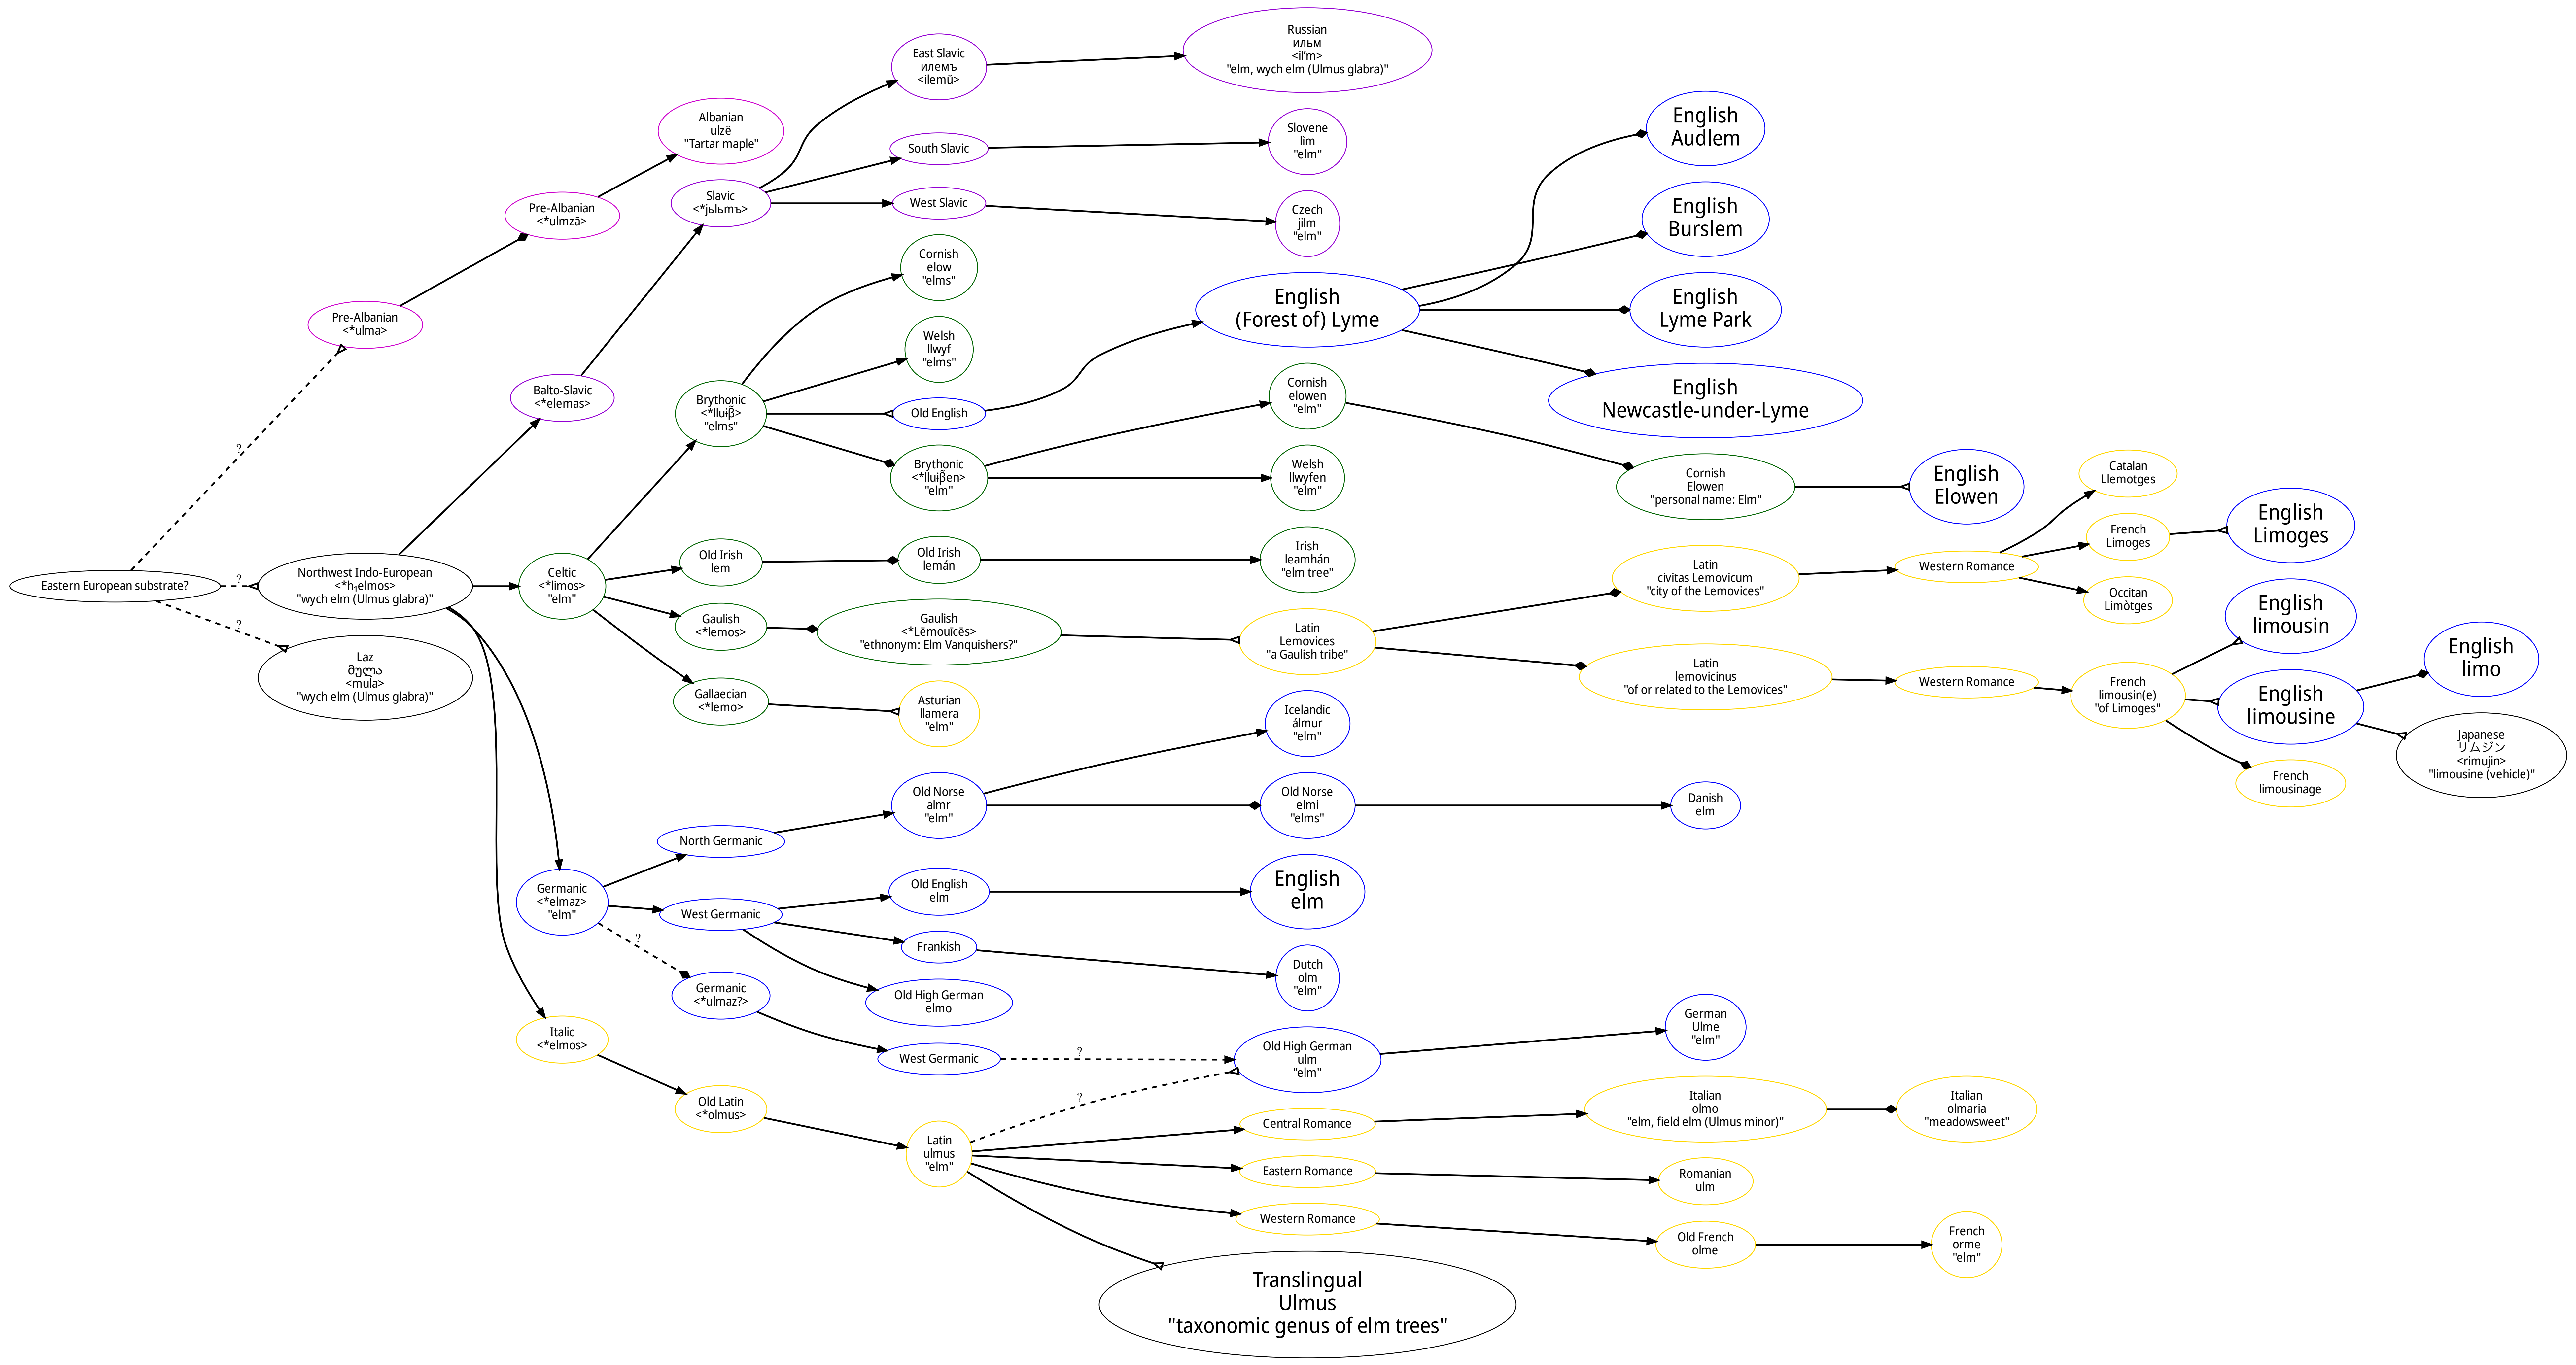 Eastern European substrate?
?
?
?
Pre-Albanian
<*ulma>
Northwest Indo-European
<*h₁elmos>
"wych elm (Ulmus glabra)"
Laz
მულა
<mula>
"wych elm (Ulmus glabra)"
Pre-Albanian
<*ulmzā>
Balto-Slavic
<*elemas>
Celtic
<*limos>
"elm"
Germanic
<*elmaz>
"elm"
Italic
<*elmos>
?
Albanian
ulzë
"Tartar maple"
Slavic
<*jьlьmъ>
Brythonic
<*lluɨβ̃>
"elms"
Old Irish
lem
Gaulish
<*lemos>
Gallaecian
<*lemo>
North Germanic
West Germanic
Germanic
<*ulmaz?>
Old Latin
<*olmus>
East Slavic
илемъ
<ilemŭ>
South Slavic
West Slavic
Cornish
elow
"elms"
Welsh
llwyf
"elms"
Old English
Brythonic
<*lluɨβ̃en>
"elm"
Old Irish
lemán
Gaulish
<*Lēmouīcēs>
"ethnonym: Elm Vanquishers?"
Asturian
llamera
"elm"
Old Norse
almr
"elm"
Old English
elm
Frankish
Old High German
elmo
West Germanic
Latin
ulmus
"elm"
?
?
Russian
ильм
<il’m>
"elm, wych elm (Ulmus glabra)"
Slovene
lìm
"elm"
Czech
jilm
"elm"
English
(Forest of) Lyme
Cornish
elowen
"elm"
Welsh
llwyfen
"elm"
Irish
leamhán
"elm tree"
Latin
Lemovices
"a Gaulish tribe"
Icelandic
álmur
"elm"
Old Norse
elmi
"elms"
English
elm
Dutch
olm
"elm"
Old High German
ulm
"elm"
Central Romance
Eastern Romance
Western Romance
Translingual
Ulmus
"taxonomic genus of elm trees"
English
Audlem
English
Burslem
English
Lyme Park
English
Newcastle-under-Lyme
Cornish
Elowen
"personal name: Elm"
Latin
civitas Lemovicum
"city of the Lemovices"
Latin
lemovicinus
"of or related to the Lemovices"
Danish
elm
German
Ulme
"elm"
Italian
olmo
"elm, field elm (Ulmus minor)"
Romanian
ulm
Old French
olme
English
Elowen
Western Romance
Western Romance
Italian
olmaria
"meadowsweet"
French
orme
"elm"
Catalan
Llemotges
French
Limoges
Occitan
Limòtges
French
limousin(e)
"of Limoges"
English
Limoges
English
limousin
English
limousine
French
limousinage
English
limo
Japanese
リムジン
<rimujin>
"limousine (vehicle)"